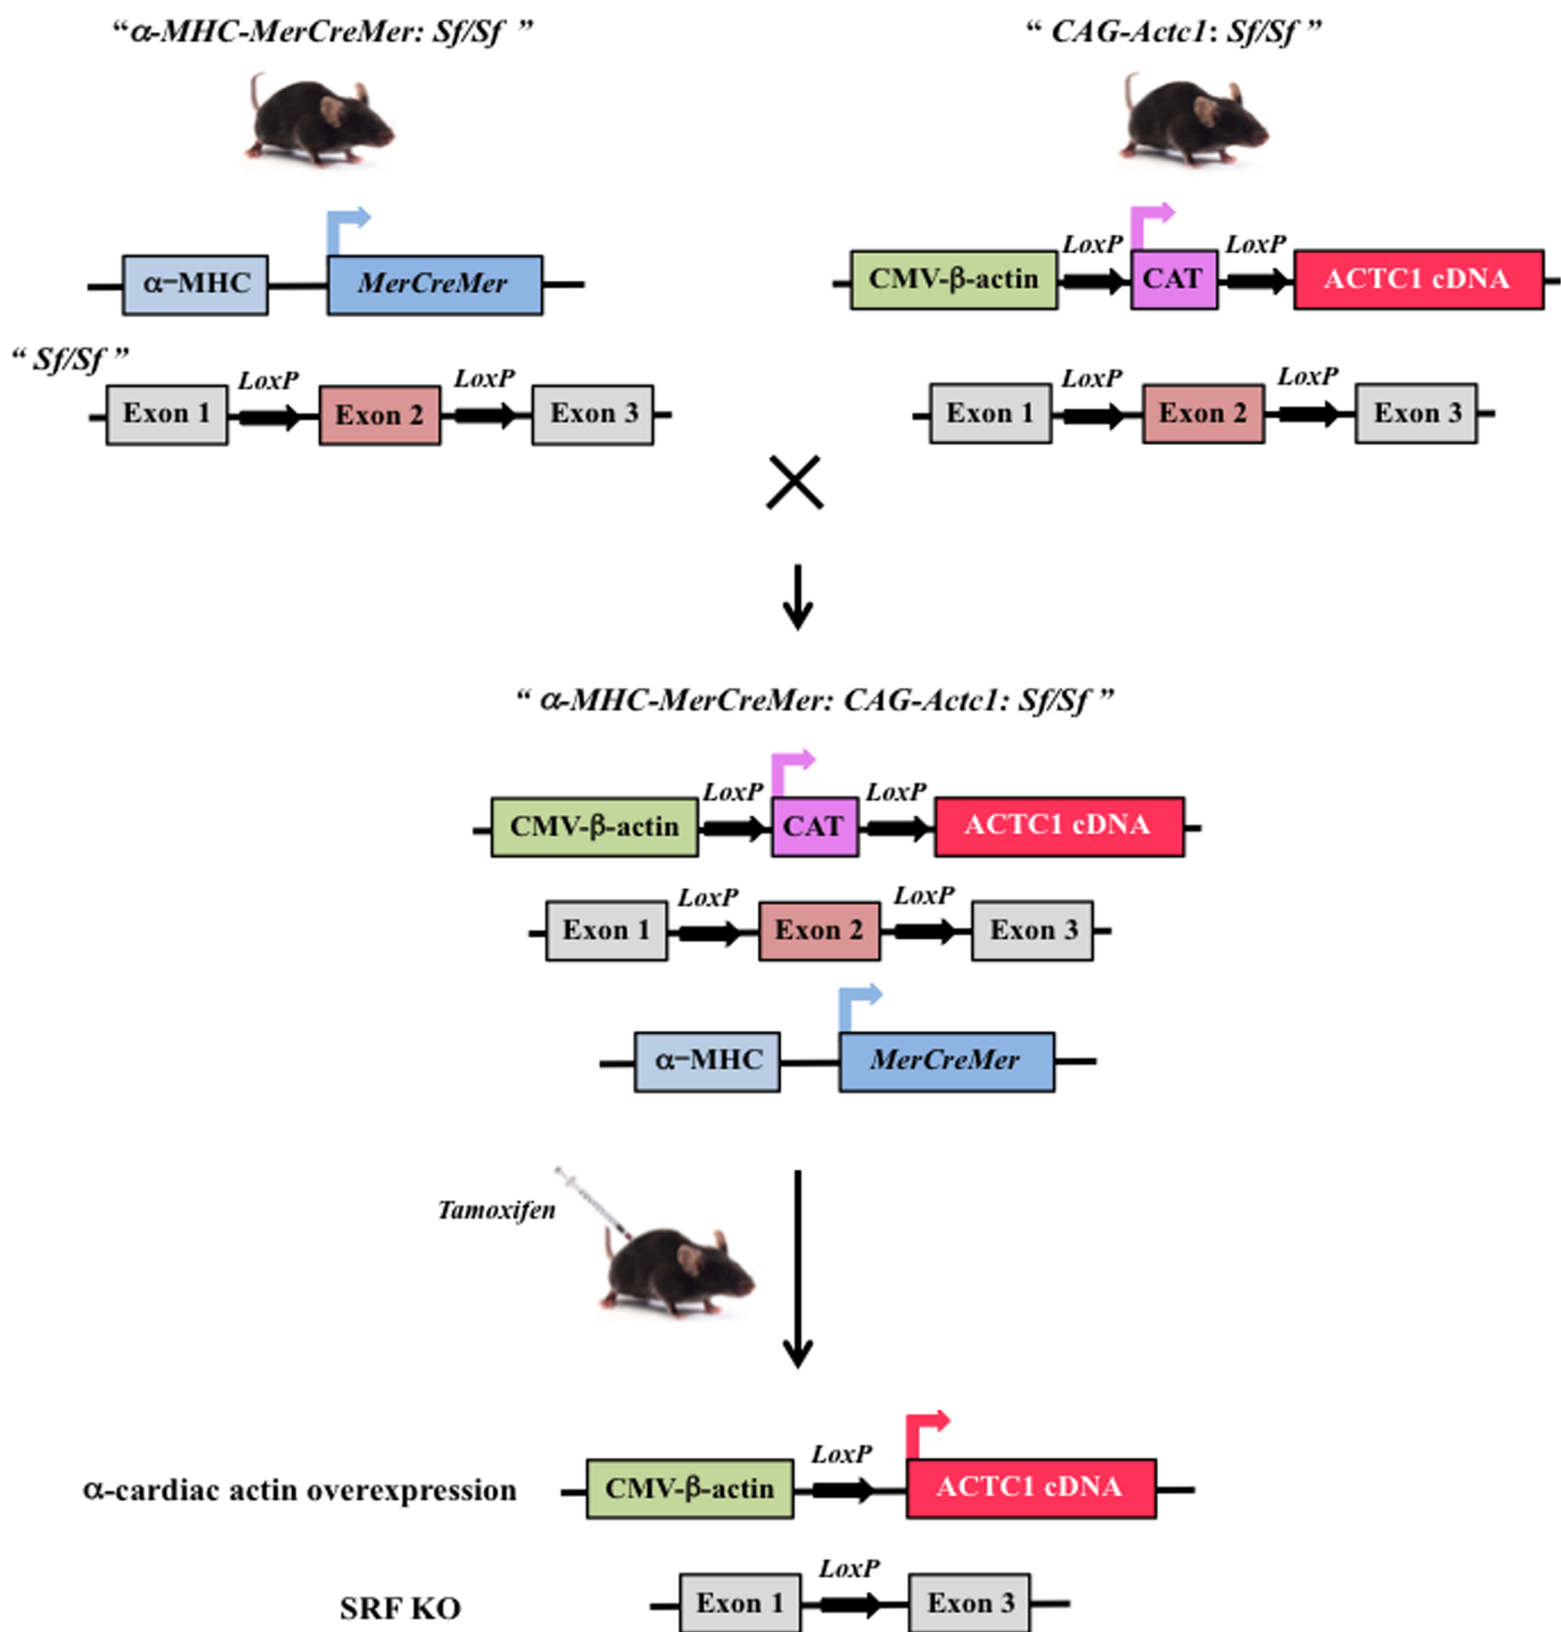 “α-MHC-MerCreMer: Sf/Sf ”
“ CAG-Actc1: Sf/Sf ”
α−MHC
MerCreMer
LoxP
LoxP
CMV-β-actin
CAT
ACTC1 cDNA
“ Sf/Sf ”
LoxP
LoxP
Exon 1
Exon 2
Exon 3
LoxP
LoxP
Exon 1
Exon 2
Exon 3
“ α-MHC-MerCreMer: CAG-Actc1: Sf/Sf ”
LoxP
LoxP
CMV-β-actin
CAT
ACTC1 cDNA
LoxP
LoxP
Exon 1
Exon 2
Exon 3
α−MHC
MerCreMer
Tamoxifen
α-cardiac actin overexpression
LoxP
CMV-β-actin
ACTC1 cDNA
SRF KO
LoxP
Exon 1
Exon 3